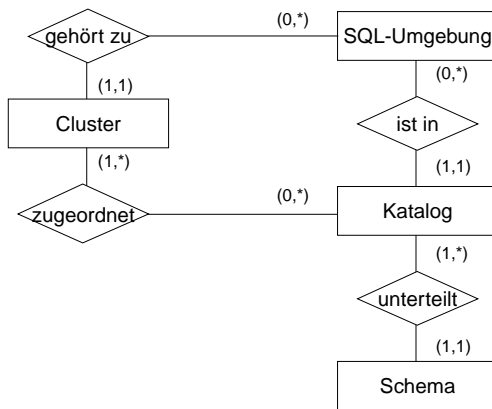 gehört zu
(0,*)
SQL-Umgebung
(1,1)
(0,*)
Cluster
ist in
(1,*)
(1,1)
zugeordnet
(0,*)
Katalog
(1,*)
unterteilt
(1,1)
Schema